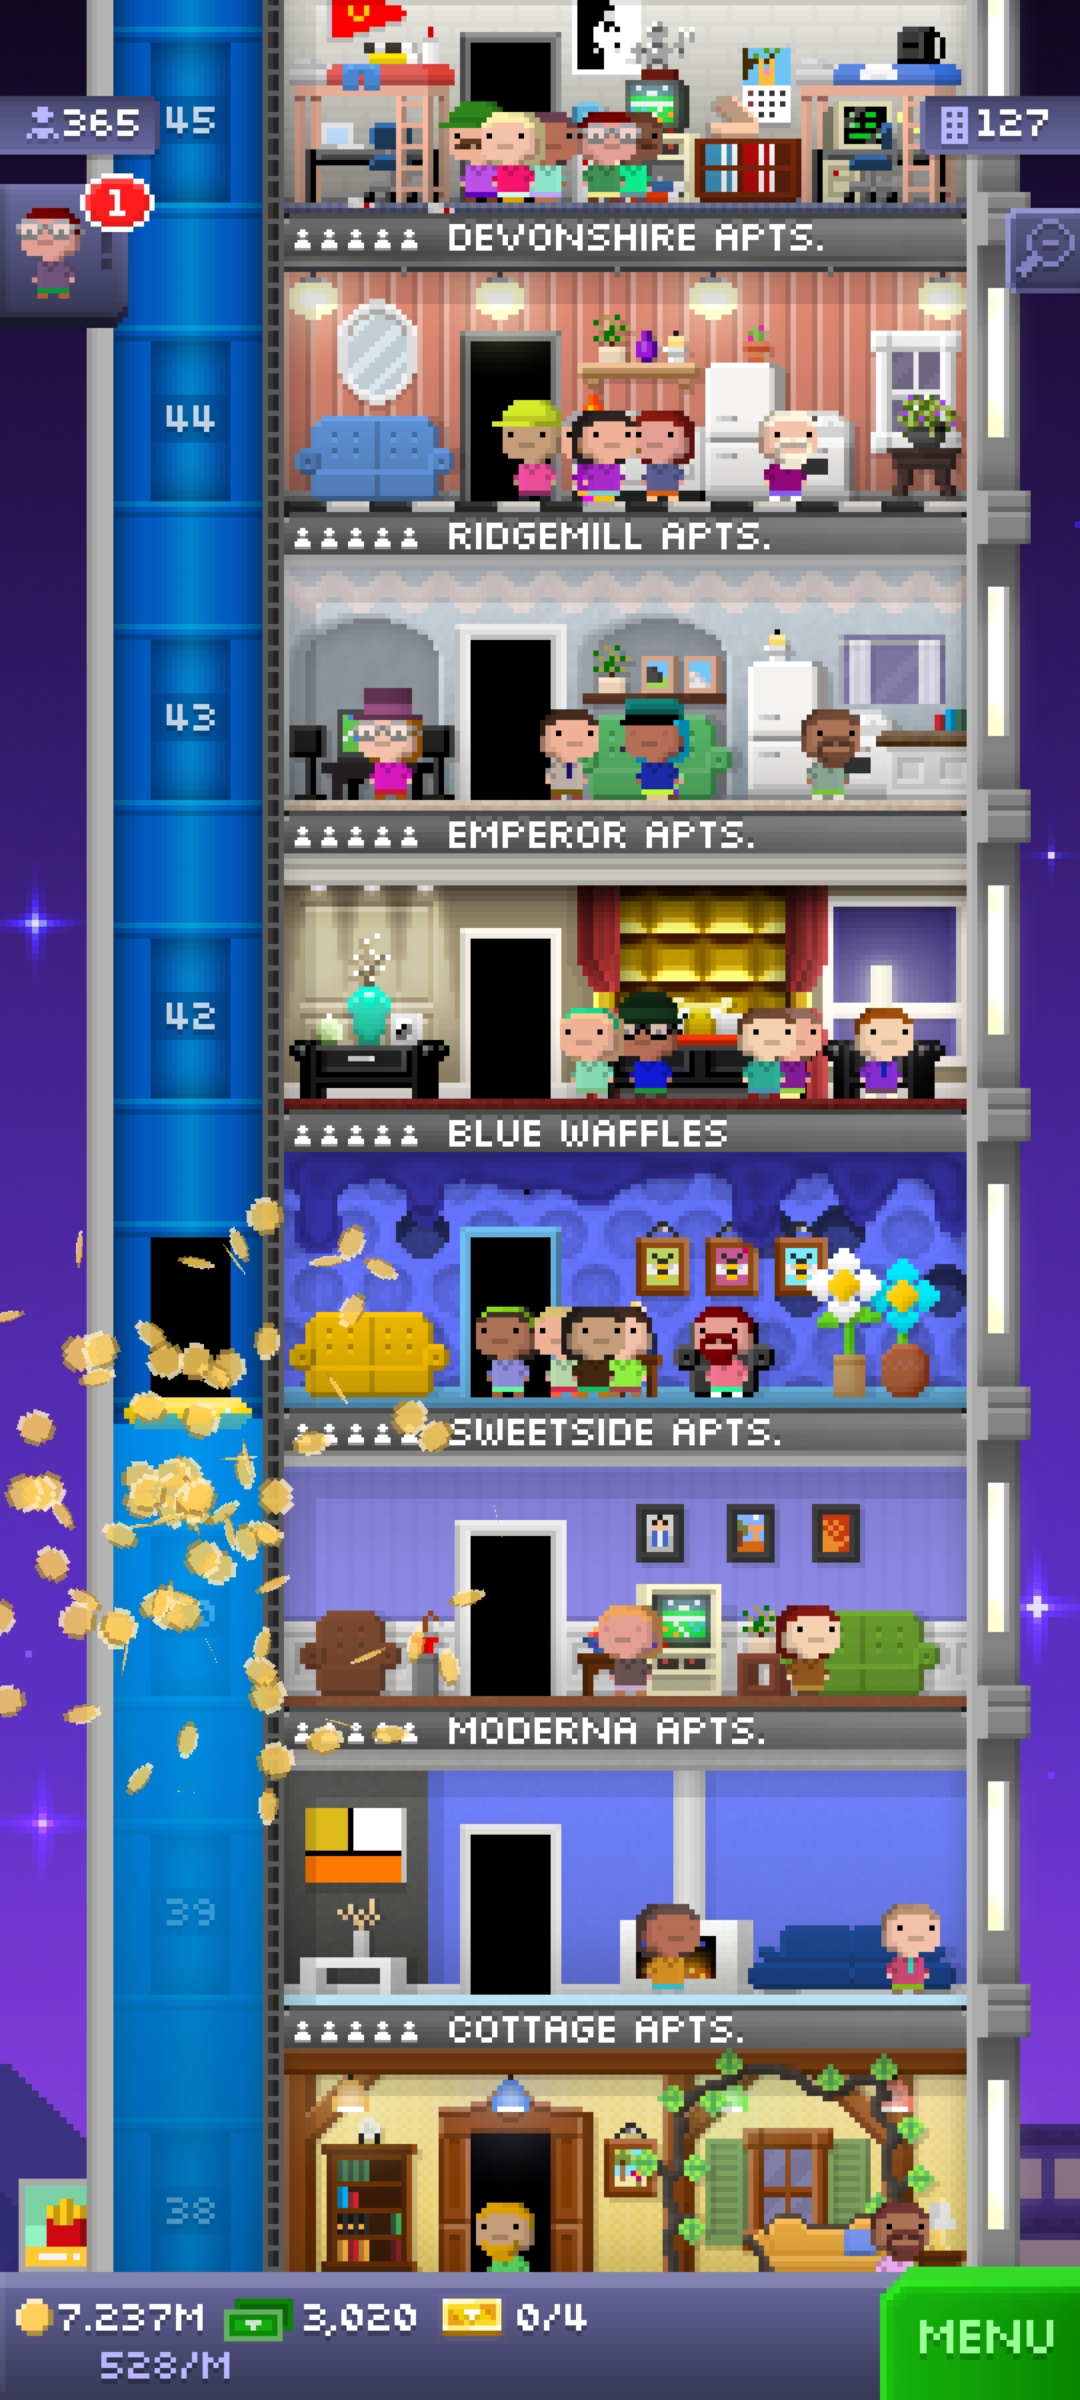 45
365
127
1
DEVONSHIRE APTS.
44
RIDGEMILL APTS.
43
EMPEROR APTS.
42
BLUE WAFFLES
SWEETSIDE APTS.
MODERNA APTS.
39
COTTAGE APTS.
38
7.237M 3,020 0/4
528/M
MENU